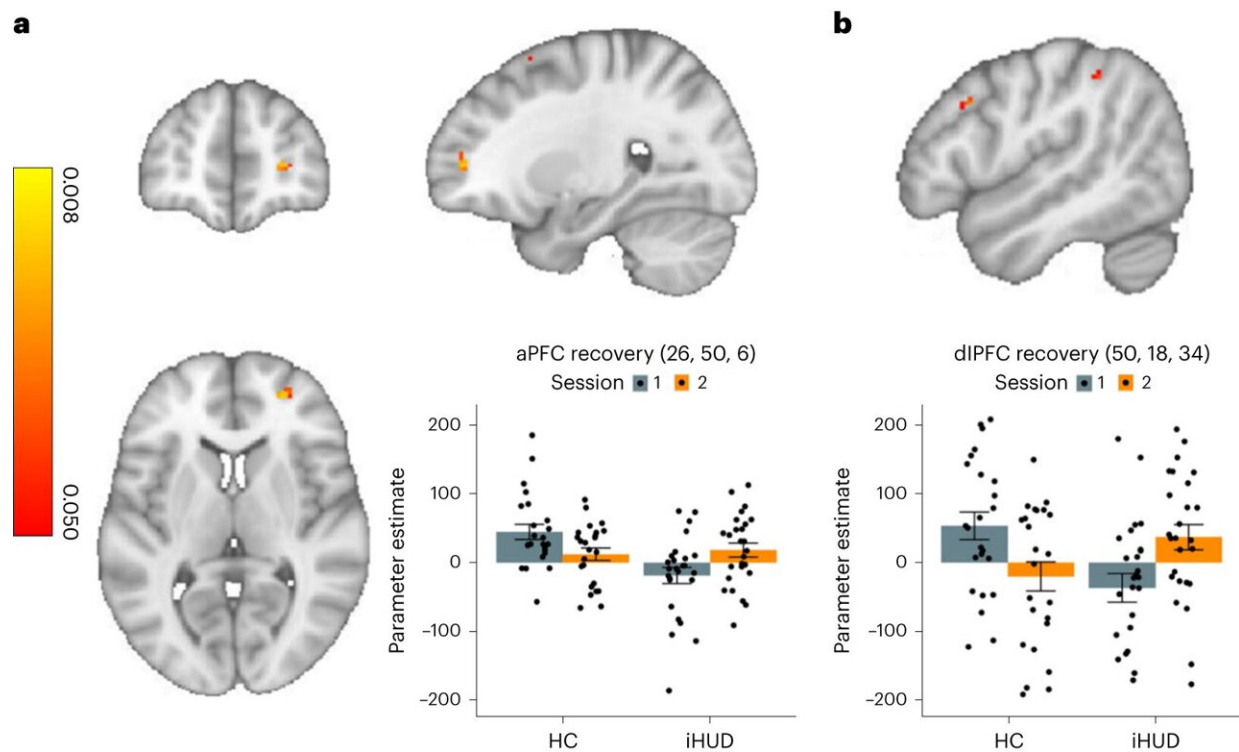 a
b
0.008
0.050
aPFC recovery (26, 50, 6)
Session 1 2
Parameter estimate
200
100
0
–100
–200
HC iHUD
dlPFC recovery (50, 18, 34)
Session 1 2
Parameter estimate
200
100
0
–100
–200
HC iHUD